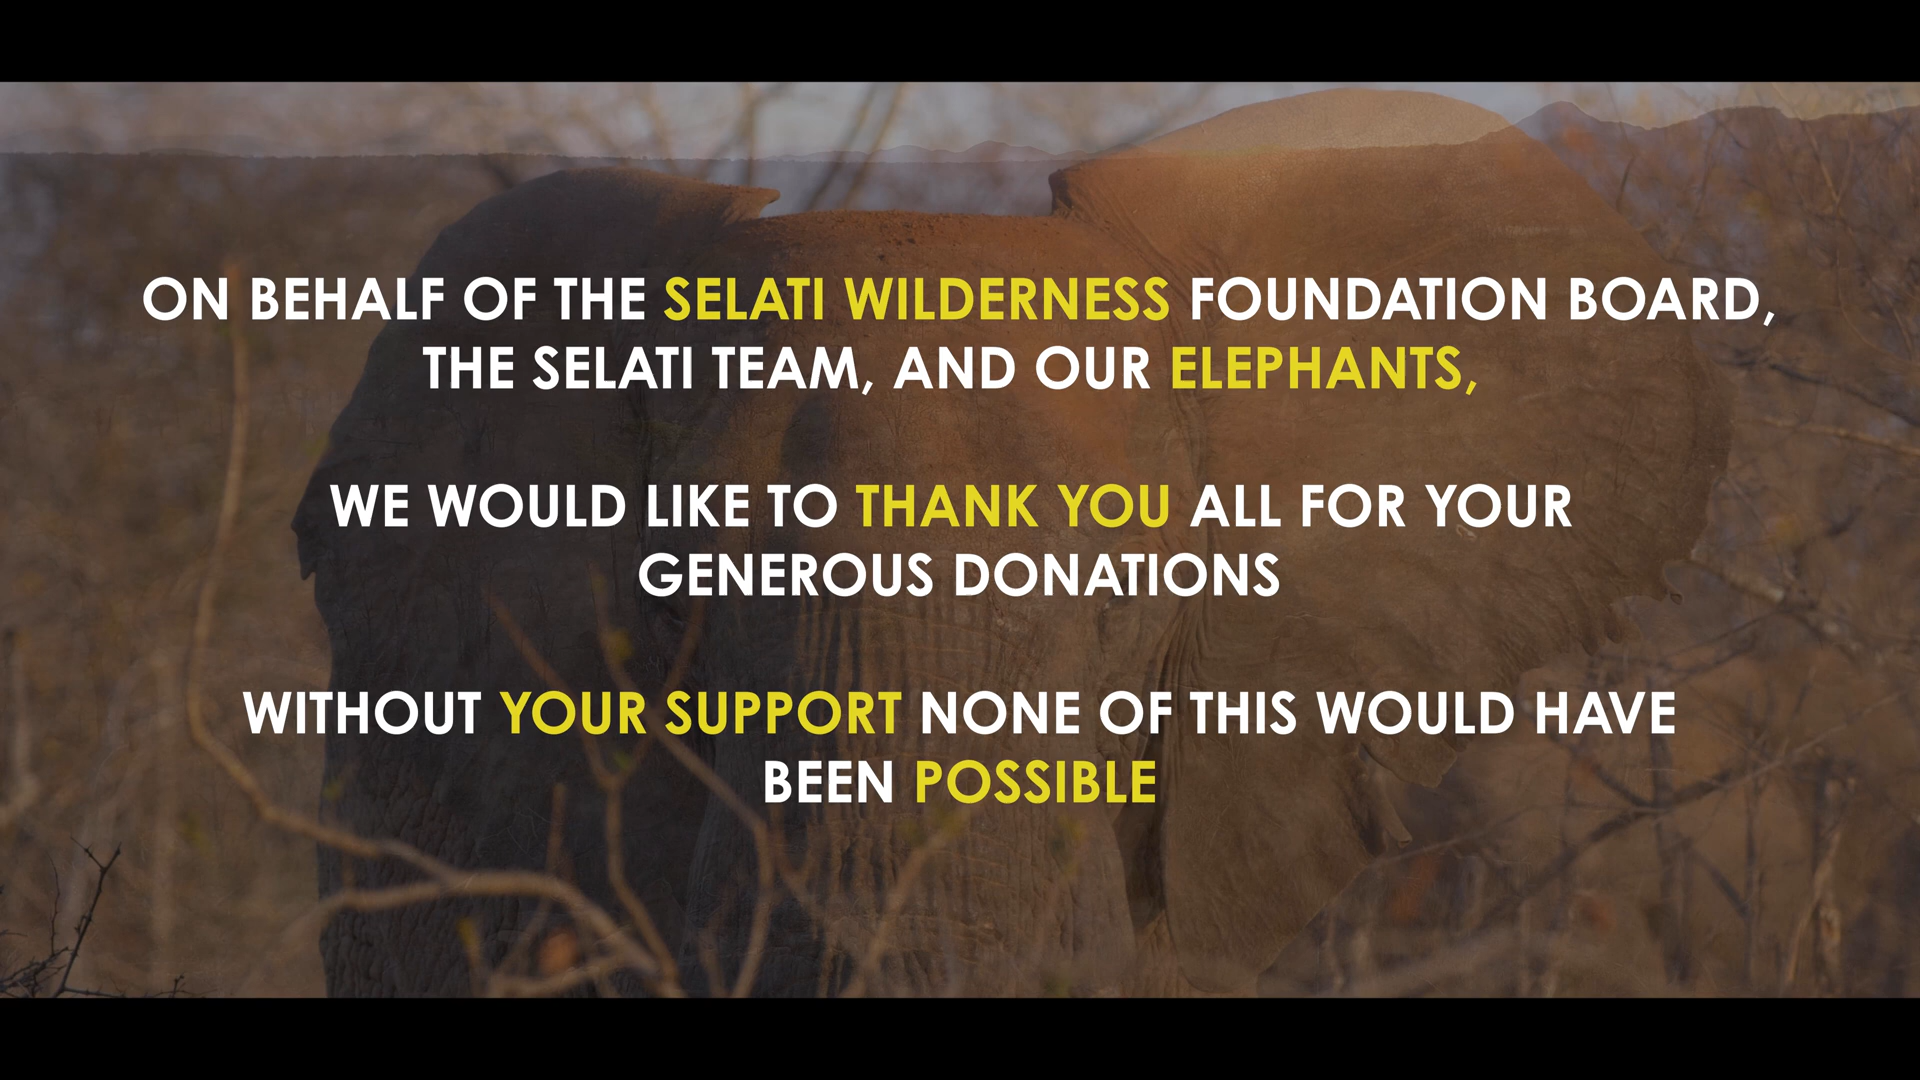 ON BEHALF OF THE SELATI WILDERNESS FOUNDATION BOARD,
THE SELATI TEAM, AND OUR ELEPHANTS,
WE WOULD LIKE TO THANK YOU ALL FOR YOUR
GENEROUS DONATIONS
WITHOUT YOUR SUPPORT NONE OF THIS WOULD HAVE
BEEN POSSIBLE